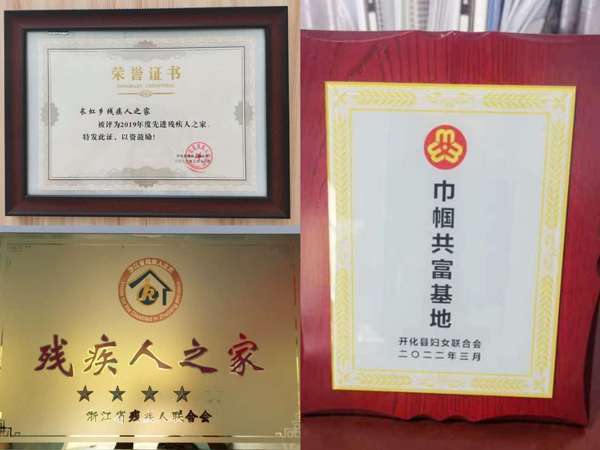 荣誉证书
长虹乡残疾人之家
被评为2019年度先进残疾人之家。
特发此证，以资鼓励！
残疾人之家
★★★★
浙江省残疾人联合会
巾帼共富基地
开化县妇女联合会
二〇二二年三月